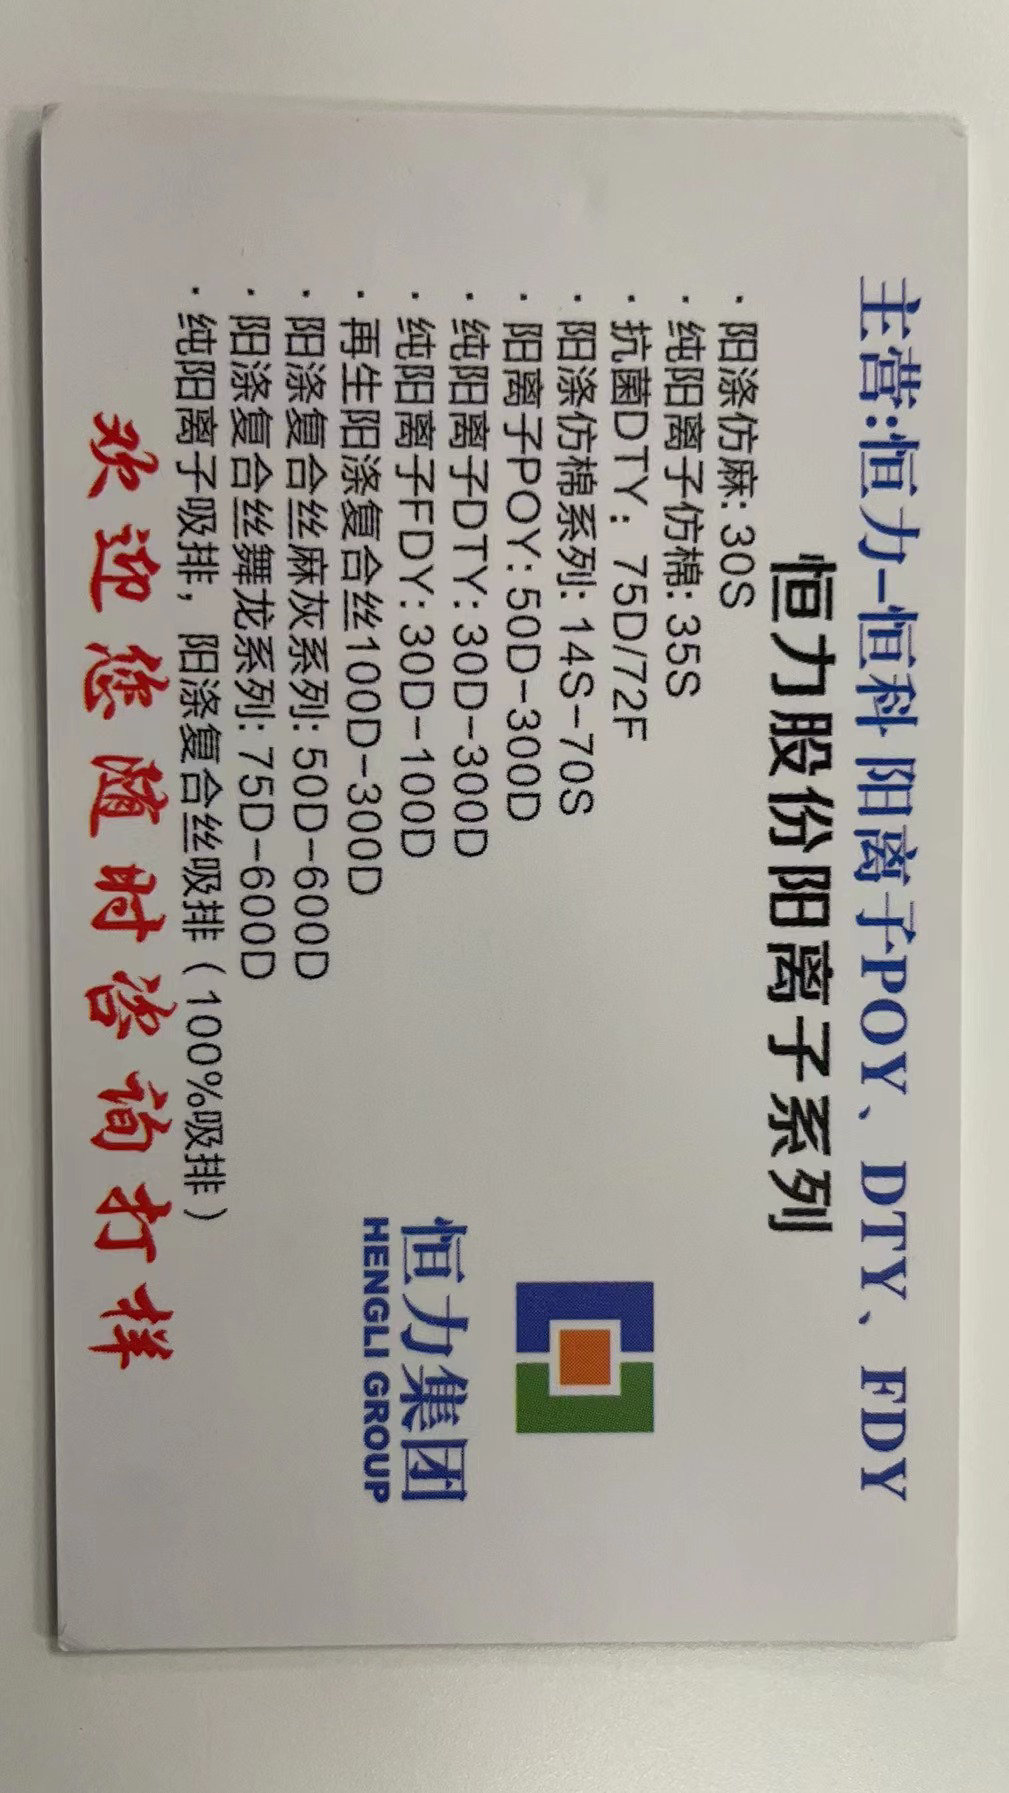 主营:恒力-恒科 阳离子POY、DTY、FDY
恒力股份阳离子系列
· 阳涤仿麻: 30S
· 纯阳离子仿棉: 35S
· 抗菌DTY: 75D/72F
· 阳涤仿棉系列: 14S-70S
· 阳离子POY: 50D-300D
· 纯阳离子DTY: 30D-300D
· 纯阳离子FDY: 30D-100D
· 再生阳涤复合丝100D-300D
· 阳涤复合丝麻灰系列: 50D-600D
· 阳涤复合丝舞龙系列: 75D-600D
· 纯阳离子吸排, 阳涤复合丝吸排（100%吸排）
恒力集团
HENGLI GROUP
欢迎您随时咨询打样